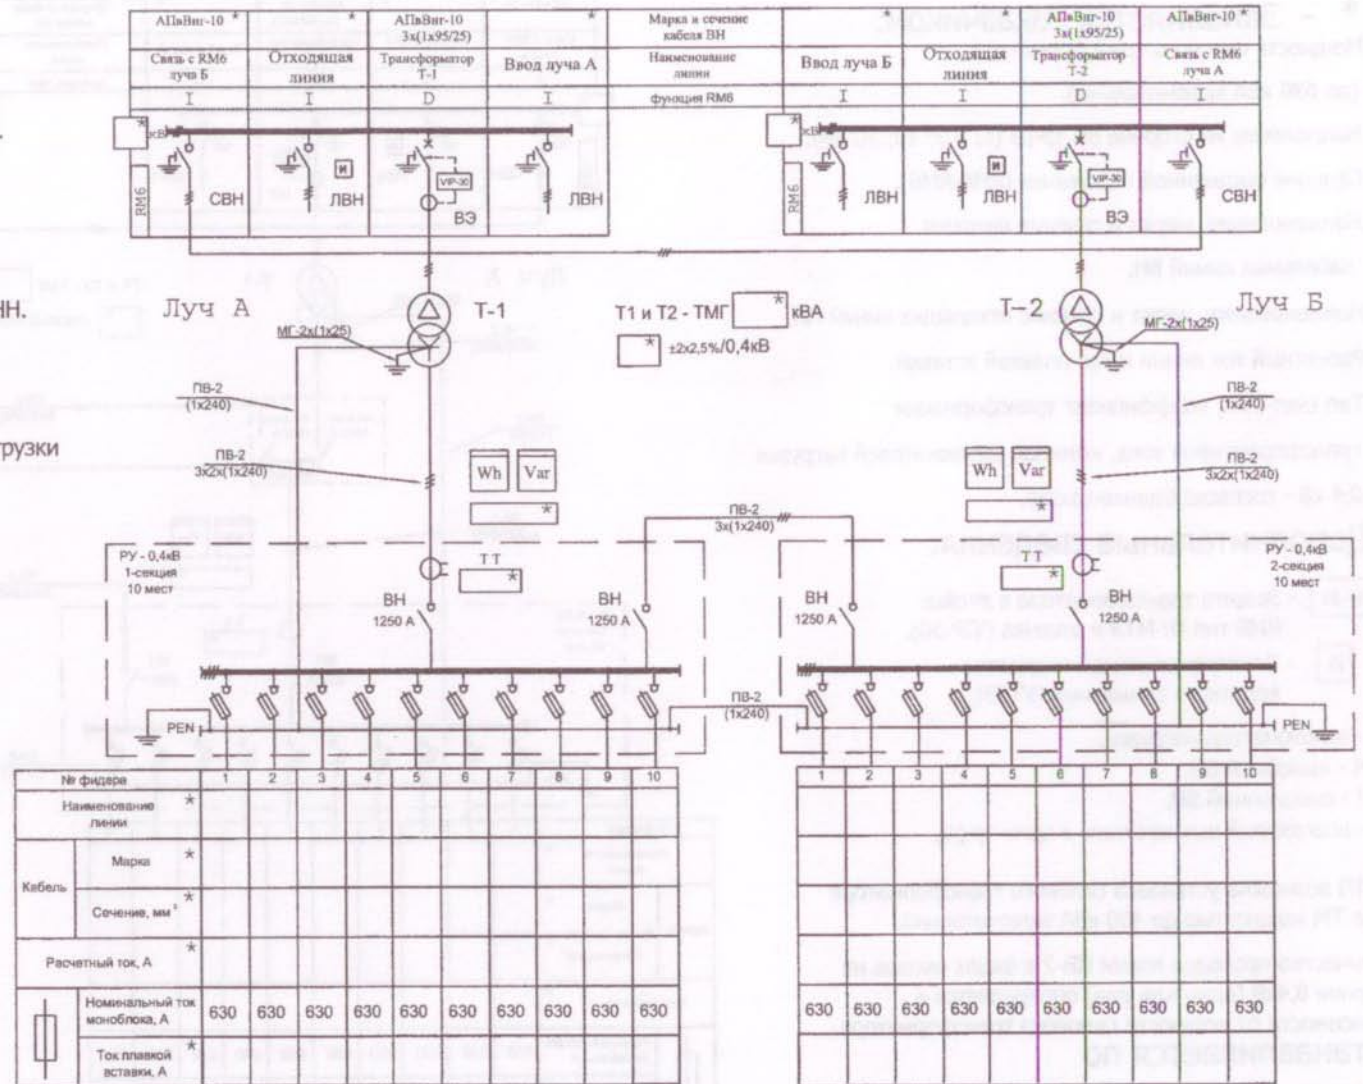 АПвВнг-10 * * АПвВнг-10 * Марка и сечение * * АПвВнг-10 АПвВнг-10 *
3х(1х95/25) кабеля ВН 3х(1х95/25)
Связь с RM6 Отходящая Трансформатор Ввод луча А Наименование Ввод луча Б Отходящая Трансформатор Связь с RM6
луча Б линия Т-1 линии линия Т-2 луча А
I I D I функция RM6 I I D I
* кВ * кВ
И VIP-30 И VIP-30
RM6 СВН ЛВН ВЭ ЛВН RM6 ЛВН ЛВН ВЭ СВН
Луч А Т-1 Т1 и Т2 - ТМГ * кВА Т-2 Луч Б
МГ-2х(1х25) * ±2х2,5%/0,4кВ МГ-2х(1х25)
ПВ-2 ПВ-2
(1х240) (1х240)
грузки
ПВ-2 ПВ-2
3х2х(1х240) 3х2х(1х240)
Wh Var Wh Var
* *
ПВ-2
3х(1х240)
РУ - 0,4кВ РУ - 0,4кВ
1-секция 2-секция
10 мест 10 мест
ТТ * ТТ *
ВН ВН ВН ВН
1250 А 1250 А 1250 А 1250 А
ПВ-2
(1х240)
PEN PEN
№ фидера 1 2 3 4 5 6 7 8 9 10 1 2 3 4 5 6 7 8 9 10
Наименование *
линии
Кабель
Марка *
Сечение, мм² *
Расчетный ток, А *
Номинальный ток 630 630 630 630 630 630 630 630 630 630 630 630 630 630 630 630 630 630 630 630
моноблока, А
Ток плавкой *
вставки, А